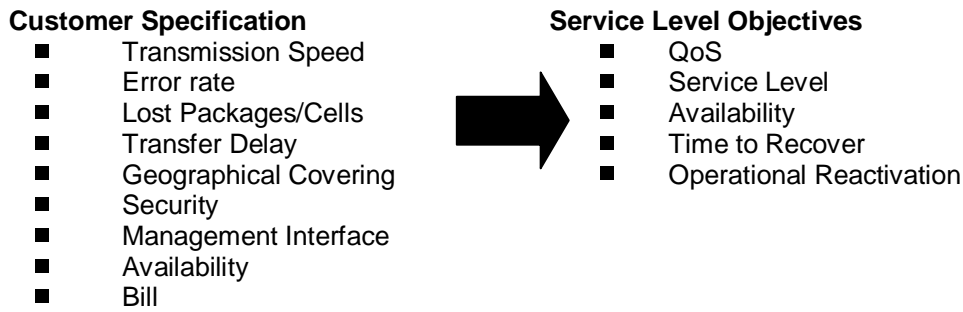 Customer Specification
Transmission Speed
Error rate
Lost Packages/Cells
Transfer Delay
Geographical Covering
Security
Management Interface
Availability
Bill
Service Level Objectives
QoS
Service Level
Availability
Time to Recover
Operational Reactivation